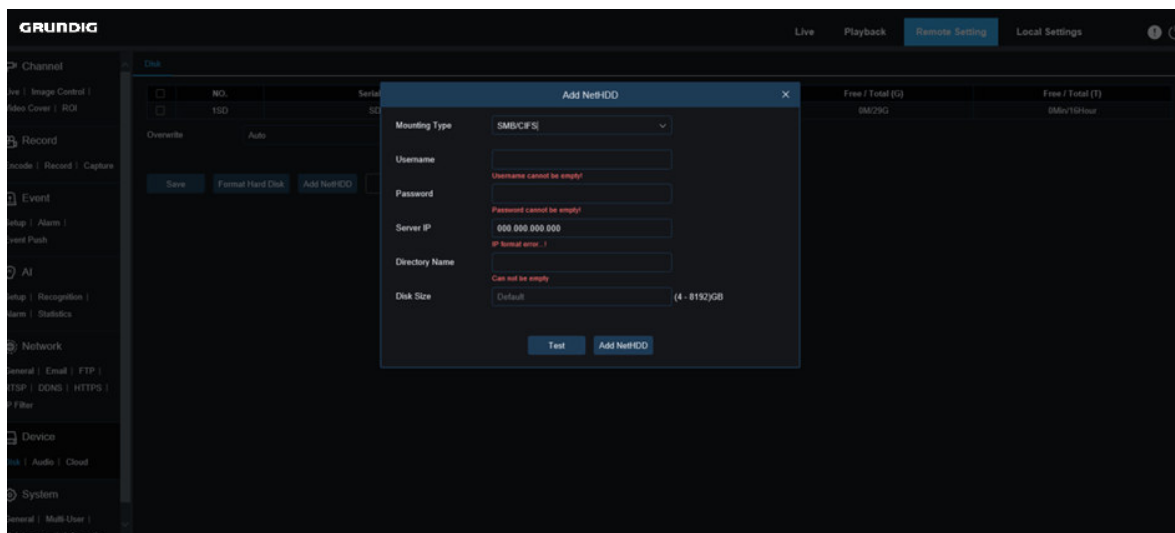 GRUNDIG
Live Playback Remote Setting Local Settings
Channel
Live | Image Control |
Video Cover | ROI
Record
Encode | Record | Capture
Event
Setup | Alarm |
Event Push
AI
Setup | Recognition |
Alarm | Statistics
Network
General | Email | FTP |
RTSP | DDNS | HTTPS |
IP Filter
Device
Disk | Audio | Cloud
System
General | Multi-User |
Disk
NO. Serial Free / Total (G) Free / Total (T)
1SD SD 0M/29G 0Min/16Hour
Overwrite Auto
Save Format Hard Disk Add NetHDD
Add NetHDD ×
Mounting Type SMB/CIFS
Username
Username cannot be empty!
Password
Password cannot be empty!
Server IP 000.000.000.000
IP format error...!
Directory Name
Can not be empty
Disk Size Default (4 - 8192)GB
Test Add NetHDD